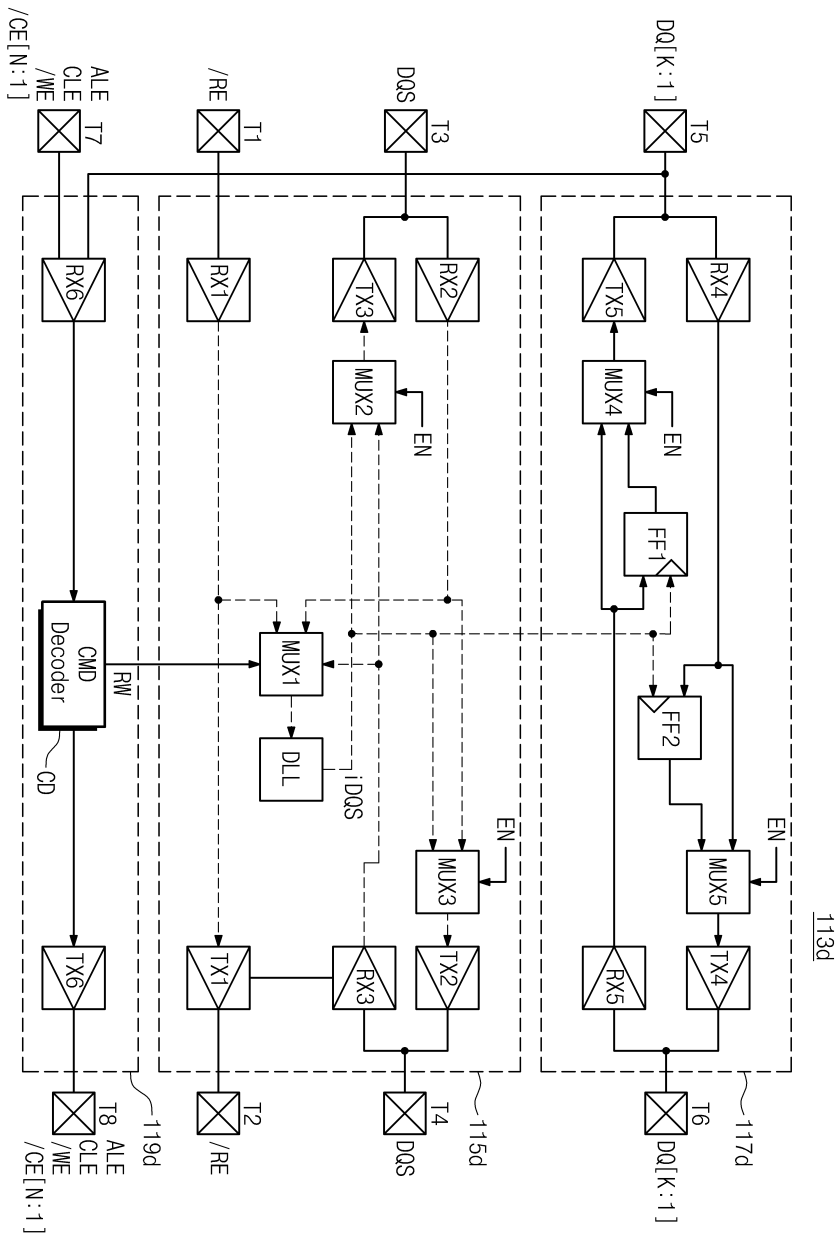 113d
117d
EN
RX4
MUX5
TX4
DQ[K:1]
T5
FF2
T6
DQ[K:1]
EN
FF1
TX5
MUX4
RX5
EN
115d
RX2
MUX3
TX2
DQS
T3
EN
T4
DQS
TX3
MUX2
iDQS
RX3
MUX1
DLL
/RE
T1
RX1
TX1
T2
/RE
RW
119d
ALE
CLE
/WE
/CE[N:1]
T7
RX6
CMD
Decoder
CD
TX6
T8
ALE
CLE
/WE
/CE[N:1]